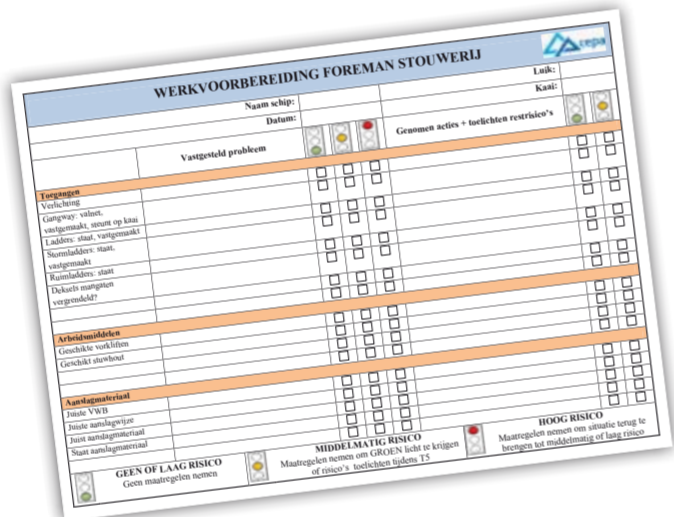 cepa
WERKVOORBEREIDING FOREMAN STOUWERIJ
Naam schip:
Luik:
Datum:
Kaai:
Vastgesteld probleem
Genomen acties + toelichten restrisico's
Toegangen
Verlichting
Gangway: valnet,
vastgemaakt, steunt op kaai
Ladders: staat, vastgemaakt
Stormladders: staat,
vastgemaakt
Ruimladders: staat
Deksels mangaten
vergrendeld?
Arbeidsmiddelen
Geschikte vorkliften
Geschikt stuwhout
Aanslagmateriaal
Juiste VWB
Juiste aanslagwijze
Juist aanslagmateriaal
Staat aanslagmateriaal
GEEN OF LAAG RISICO
Geen maatregelen nemen
MIDDELMATIG RISICO
Maatregelen nemen om GROEN licht te krijgen
of risico's toelichten tijdens T5
HOOG RISICO
Maatregelen nemen om situatie terug te
brengen tot middelmatig of laag risico